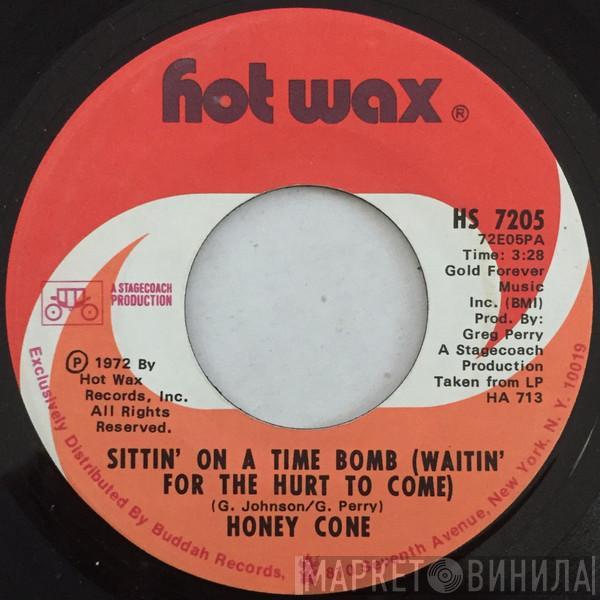 hot wax ®
HS 7205
72E05PA
Time: 3:28
Gold Forever
Music
Inc. (BMI)
Prod. By:
Greg Perry
A Stagecoach
Production
Taken from LP
HA 713
A STAGECOACH
PRODUCTION
℗ 1972 By
Hot Wax
Records, Inc.
All Rights
Reserved.
SITTIN' ON A TIME BOMB (WAITIN'
FOR THE HURT TO COME)
(G. Johnson/G. Perry)
HONEY CONE
Exclusively Distributed By Buddah Records, Seventh Avenue, New York, N. Y. 10019
МАРКЕТ ВИНИЛА